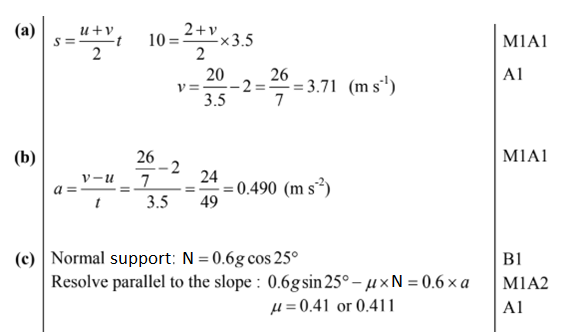 (a) s = u+v/2 t 10 = 2+v/2 ×3.5 M1A1
v = 20/3.5 −2 = 26/7 = 3.71 (m s⁻¹) A1
(b) a = v−u/t = 26/7 −2/3.5 = 24/49 = 0.490 (m s⁻²) M1A1
(c) Normal support: N = 0.6g cos 25° B1
Resolve parallel to the slope : 0.6g sin 25° − μ × N = 0.6 × a M1A2
μ = 0.41 or 0.411 A1